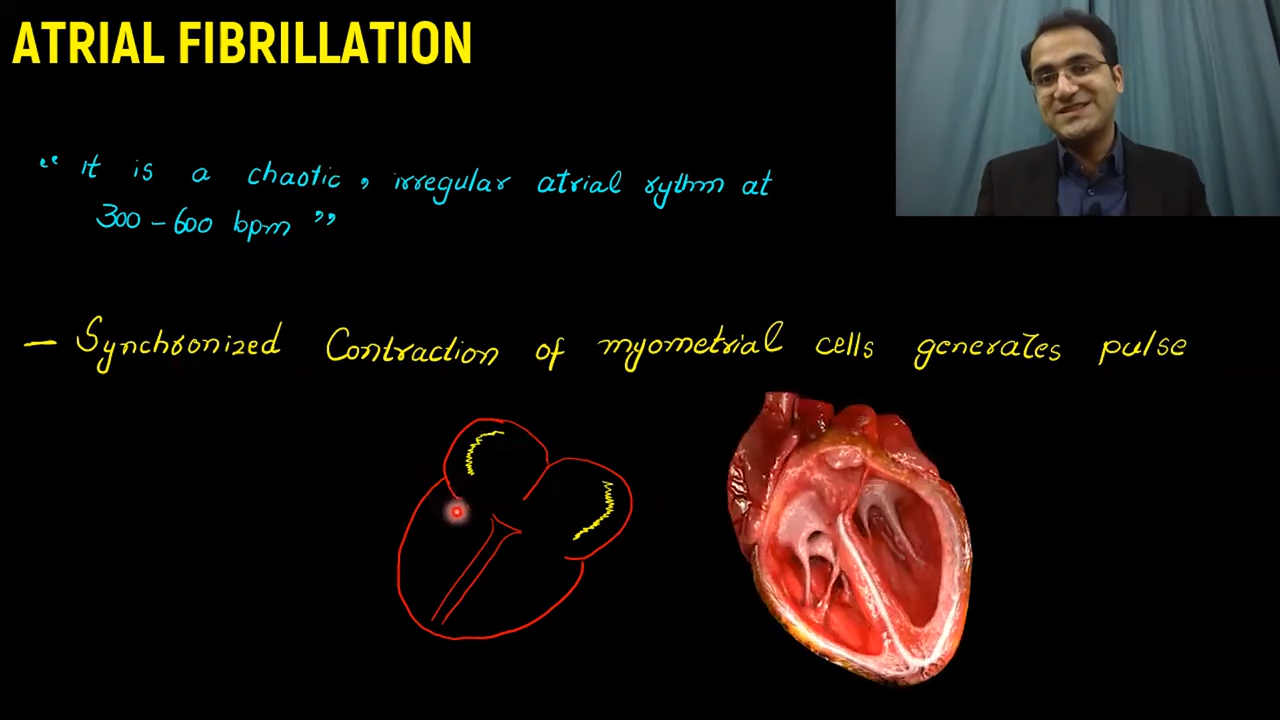 ATRIAL FIBRILLATION
“ It is a chaotic, irregular atrial rythm at
300-600 bpm ”
- Synchronized Contraction of myometrial cells generates pulse